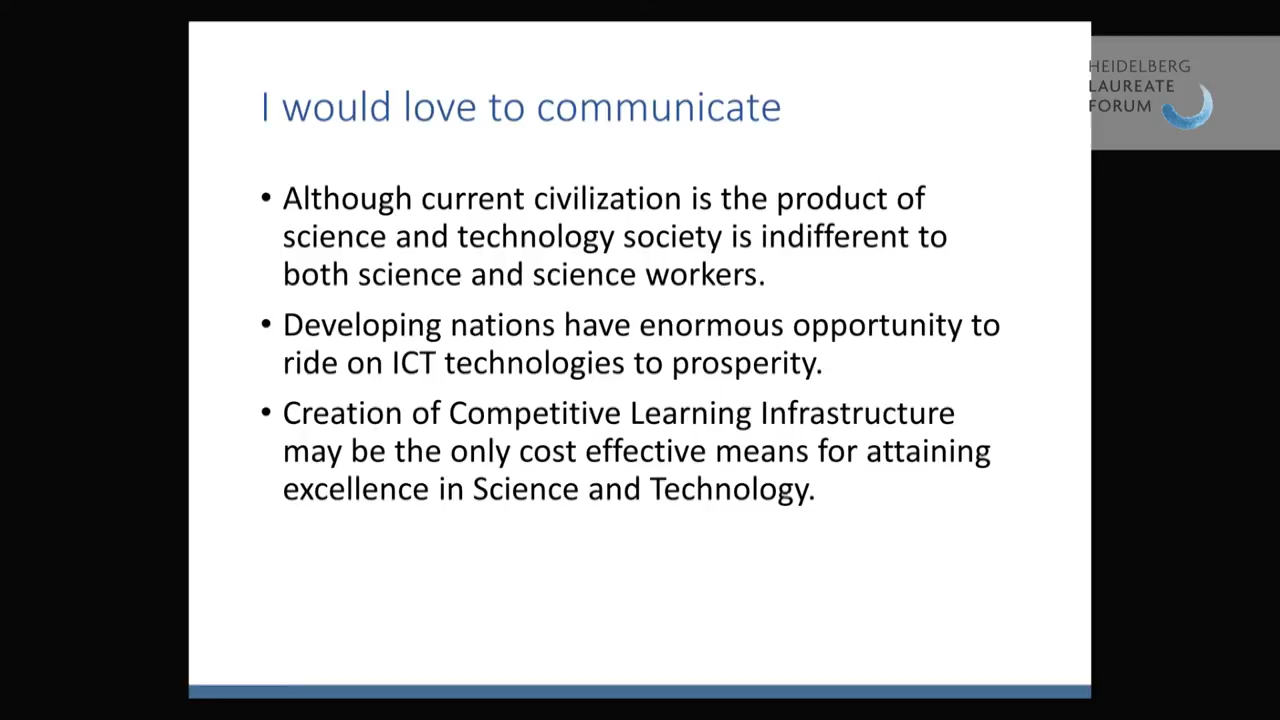 I would love to communicate
HEIDELBERG
LAUREATE
FORUM
• Although current civilization is the product of
science and technology society is indifferent to
both science and science workers.
• Developing nations have enormous opportunity to
ride on ICT technologies to prosperity.
• Creation of Competitive Learning Infrastructure
may be the only cost effective means for attaining
excellence in Science and Technology.